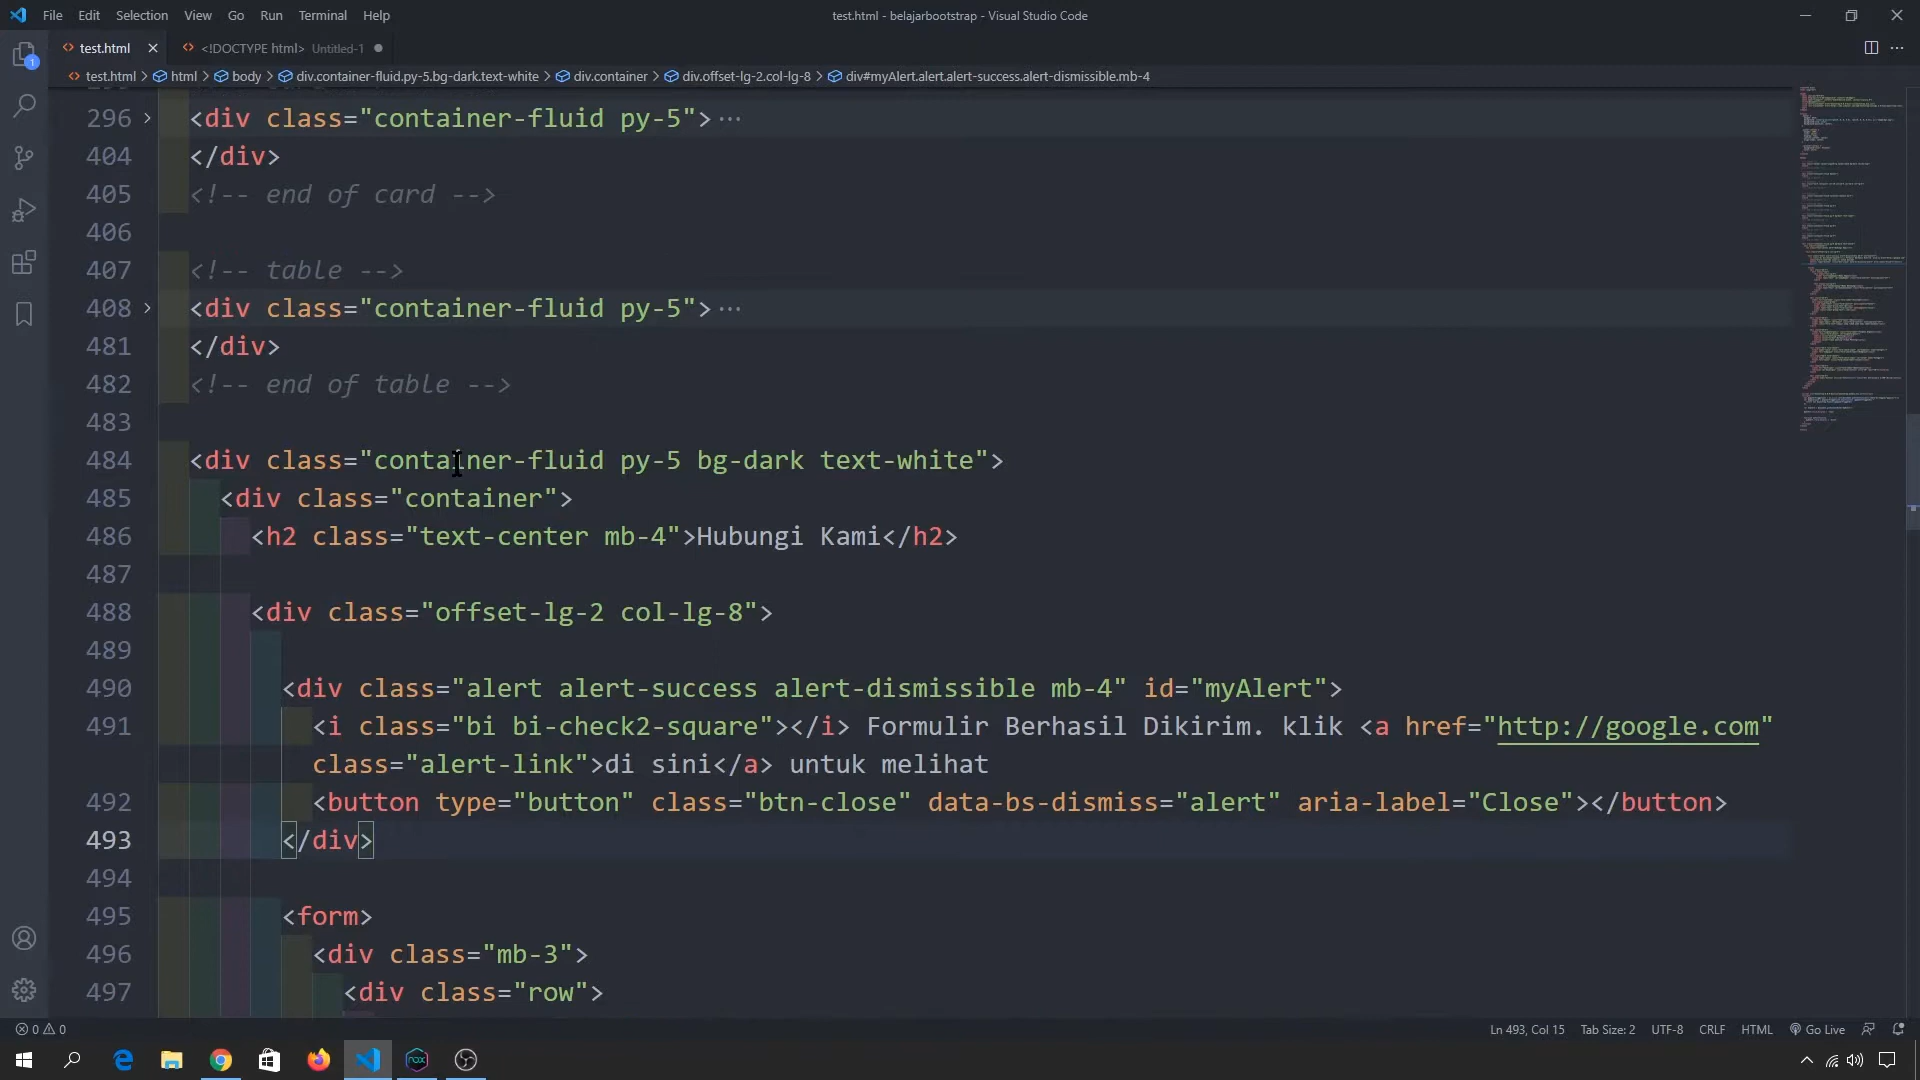 File Edit Selection View Go Run Terminal Help test.html - belajarbootstrap - Visual Studio Code
test.html <!DOCTYPE html> Untitled-1
test.html > html > body > div.container-fluid.py-5.bg-dark.text-white > div.container > div.offset-lg-2.col-lg-8 > div#myAlert.alert.alert-success.alert-dismissible.mb-4
296 <div class="container-fluid py-5"> ···
404 </div>
405 <!-- end of card -->
406
407 <!-- table -->
408 <div class="container-fluid py-5"> ···
481 </div>
482 <!-- end of table -->
483
484 <div class="container-fluid py-5 bg-dark text-white">
485 <div class="container">
486 <h2 class="text-center mb-4">Hubungi Kami</h2>
487
488 <div class="offset-lg-2 col-lg-8">
489
490 <div class="alert alert-success alert-dismissible mb-4" id="myAlert">
491 <i class="bi bi-check2-square"></i> Formulir Berhasil Dikirim. klik <a href="http://google.com"
class="alert-link">di sini</a> untuk melihat
492 <button type="button" class="btn-close" data-bs-dismiss="alert" aria-label="Close"></button>
493 </div>
494
495 <form>
496 <div class="mb-3">
497 <div class="row">
0 0 Ln 493, Col 15 Tab Size: 2 UTF-8 CRLF HTML Go Live